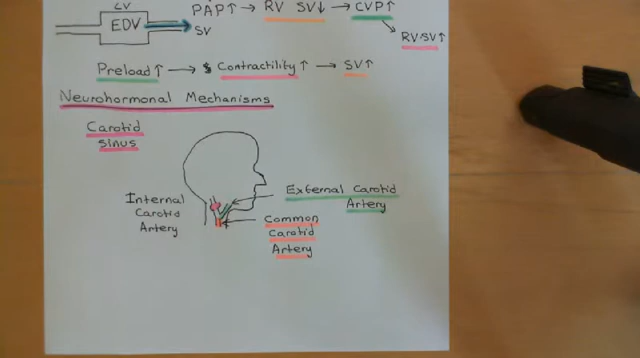 LV
EDV
SV
PAP↑ → RV SV↓ → CVP↑
RV SV↑
Preload↑ → Contractility↑ → SV↑
Neurohormonal Mechanisms
Carotid
sinus
Internal
Carotid
Artery
External Carotid
Artery
Common
Carotid
Artery